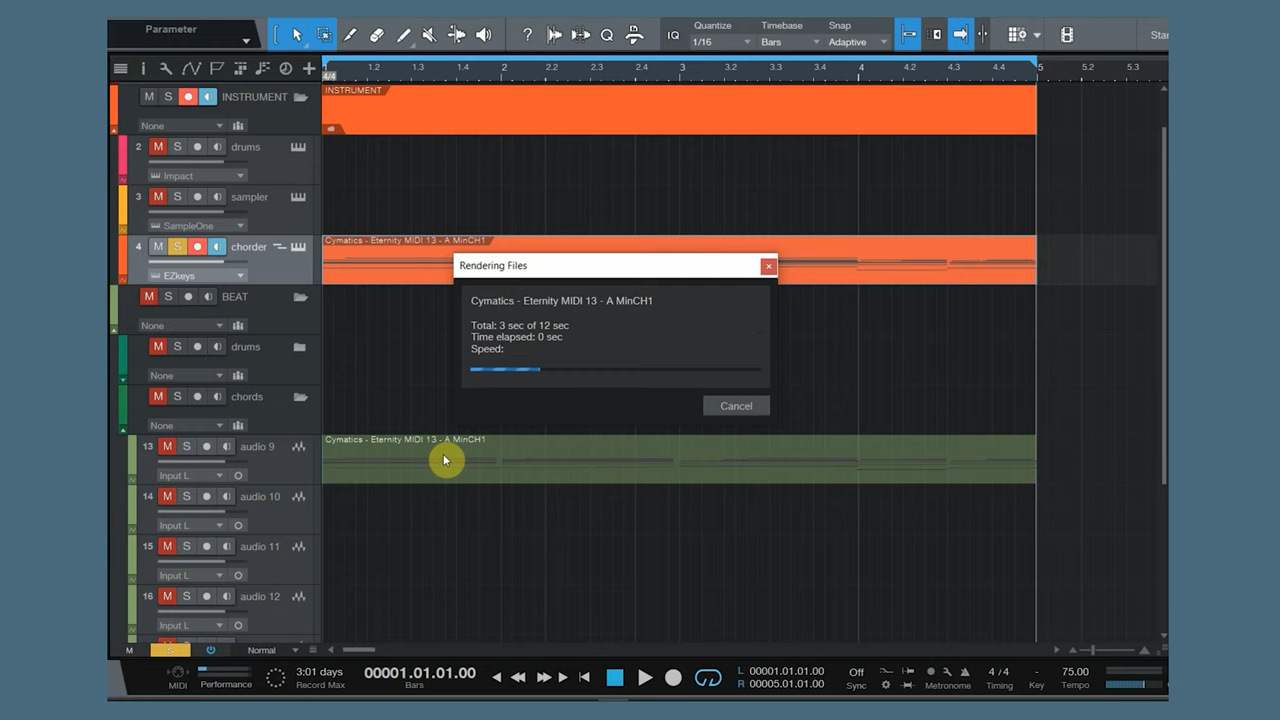 Parameter
Quantize
Timebase
Snap
IQ
1/16
Bars
Adaptive
Star
1.2 1.3 1.4 2 2.2 2.3 2.4 3 3.2 3.3 3.4 4 4.2 4.3 4.4 5 5.2 5.3
4/4
M S INSTRUMENT
INSTRUMENT
None
2 M S drums
Impact
3 M S sampler
SampleOne
4 M S chorder
Cymatics - Eternity MIDI 13 - A MinCH1
EZkeys
Rendering Files
Cymatics - Eternity MIDI 13 - A MinCH1
Total: 3 sec of 12 sec
Time elapsed: 0 sec
Speed:
Cancel
M S BEAT
None
M S drums
None
M S chords
None
13 M S audio 9
Cymatics - Eternity MIDI 13 - A MinCH1
Input L
14 M S audio 10
Input L
15 M S audio 11
Input L
16 M S audio 12
Input L
M S Normal
MIDI
Performance
3:01 days
Record Max
00001.01.01.00
Bars
L 00001.01.01.00
R 00005.01.01.00
Off
Sync
Metronome
4 / 4
Timing
-
Key
75.00
Tempo